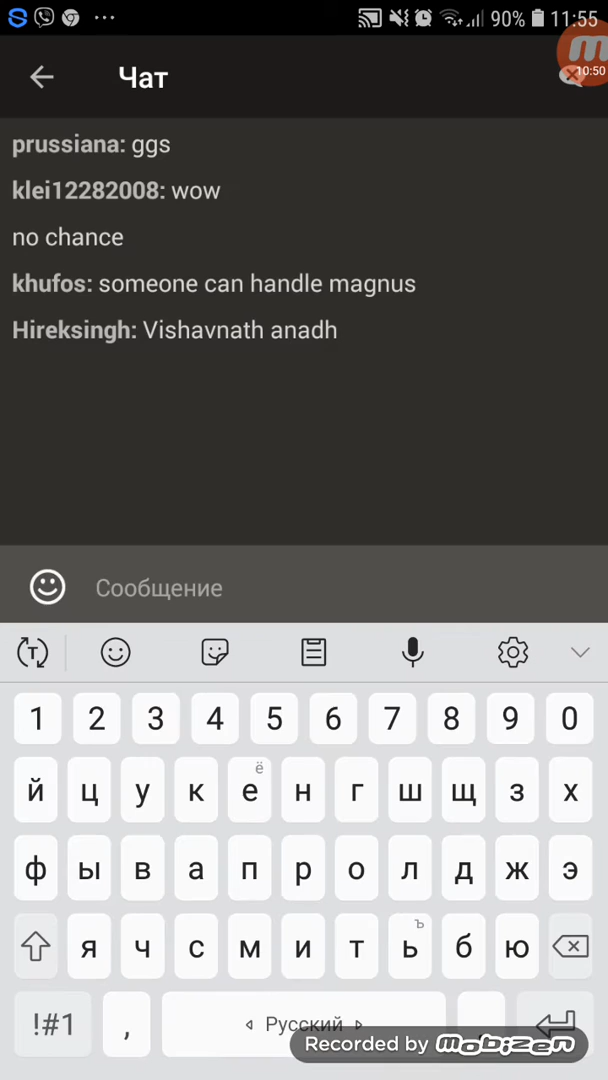 90% 11:55
Чат
10:50
prussiana: ggs
klei12282008: wow
no chance
khufos: someone can handle magnus
Hireksingh: Vishavnath anadh
Сообщение
T
1 2 3 4 5 6 7 8 9 0
ё
й ц у к е н г ш щ з х
ф ы в а п р о л д ж э
ъ
я ч с м и т ь б ю
!#1 , Русский
Recorded by mobizen